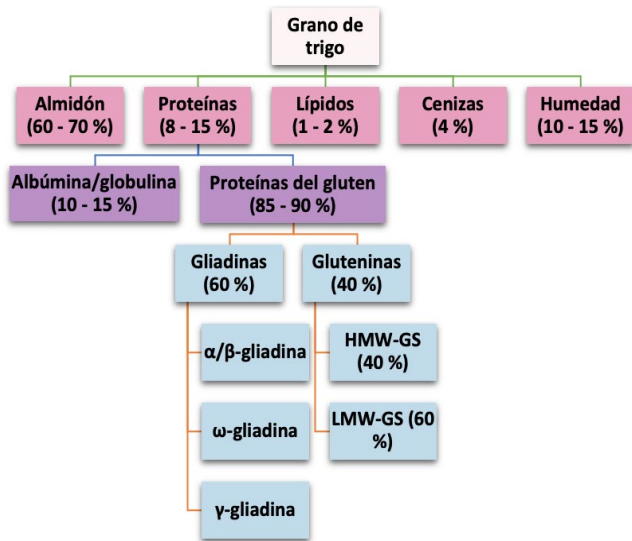 Grano de
trigo
Almidón
(60 - 70 %)
Proteínas
(8 - 15 %)
Lípidos
(1 - 2 %)
Cenizas
(4 %)
Humedad
(10 - 15 %)
Albúmina/globulina
(10 - 15 %)
Proteínas del gluten
(85 - 90 %)
Gliadinas
(60 %)
Gluteninas
(40 %)
α/β-gliadina
HMW-GS
(40 %)
ω-gliadina
LMW-GS (60
%)
γ-gliadina